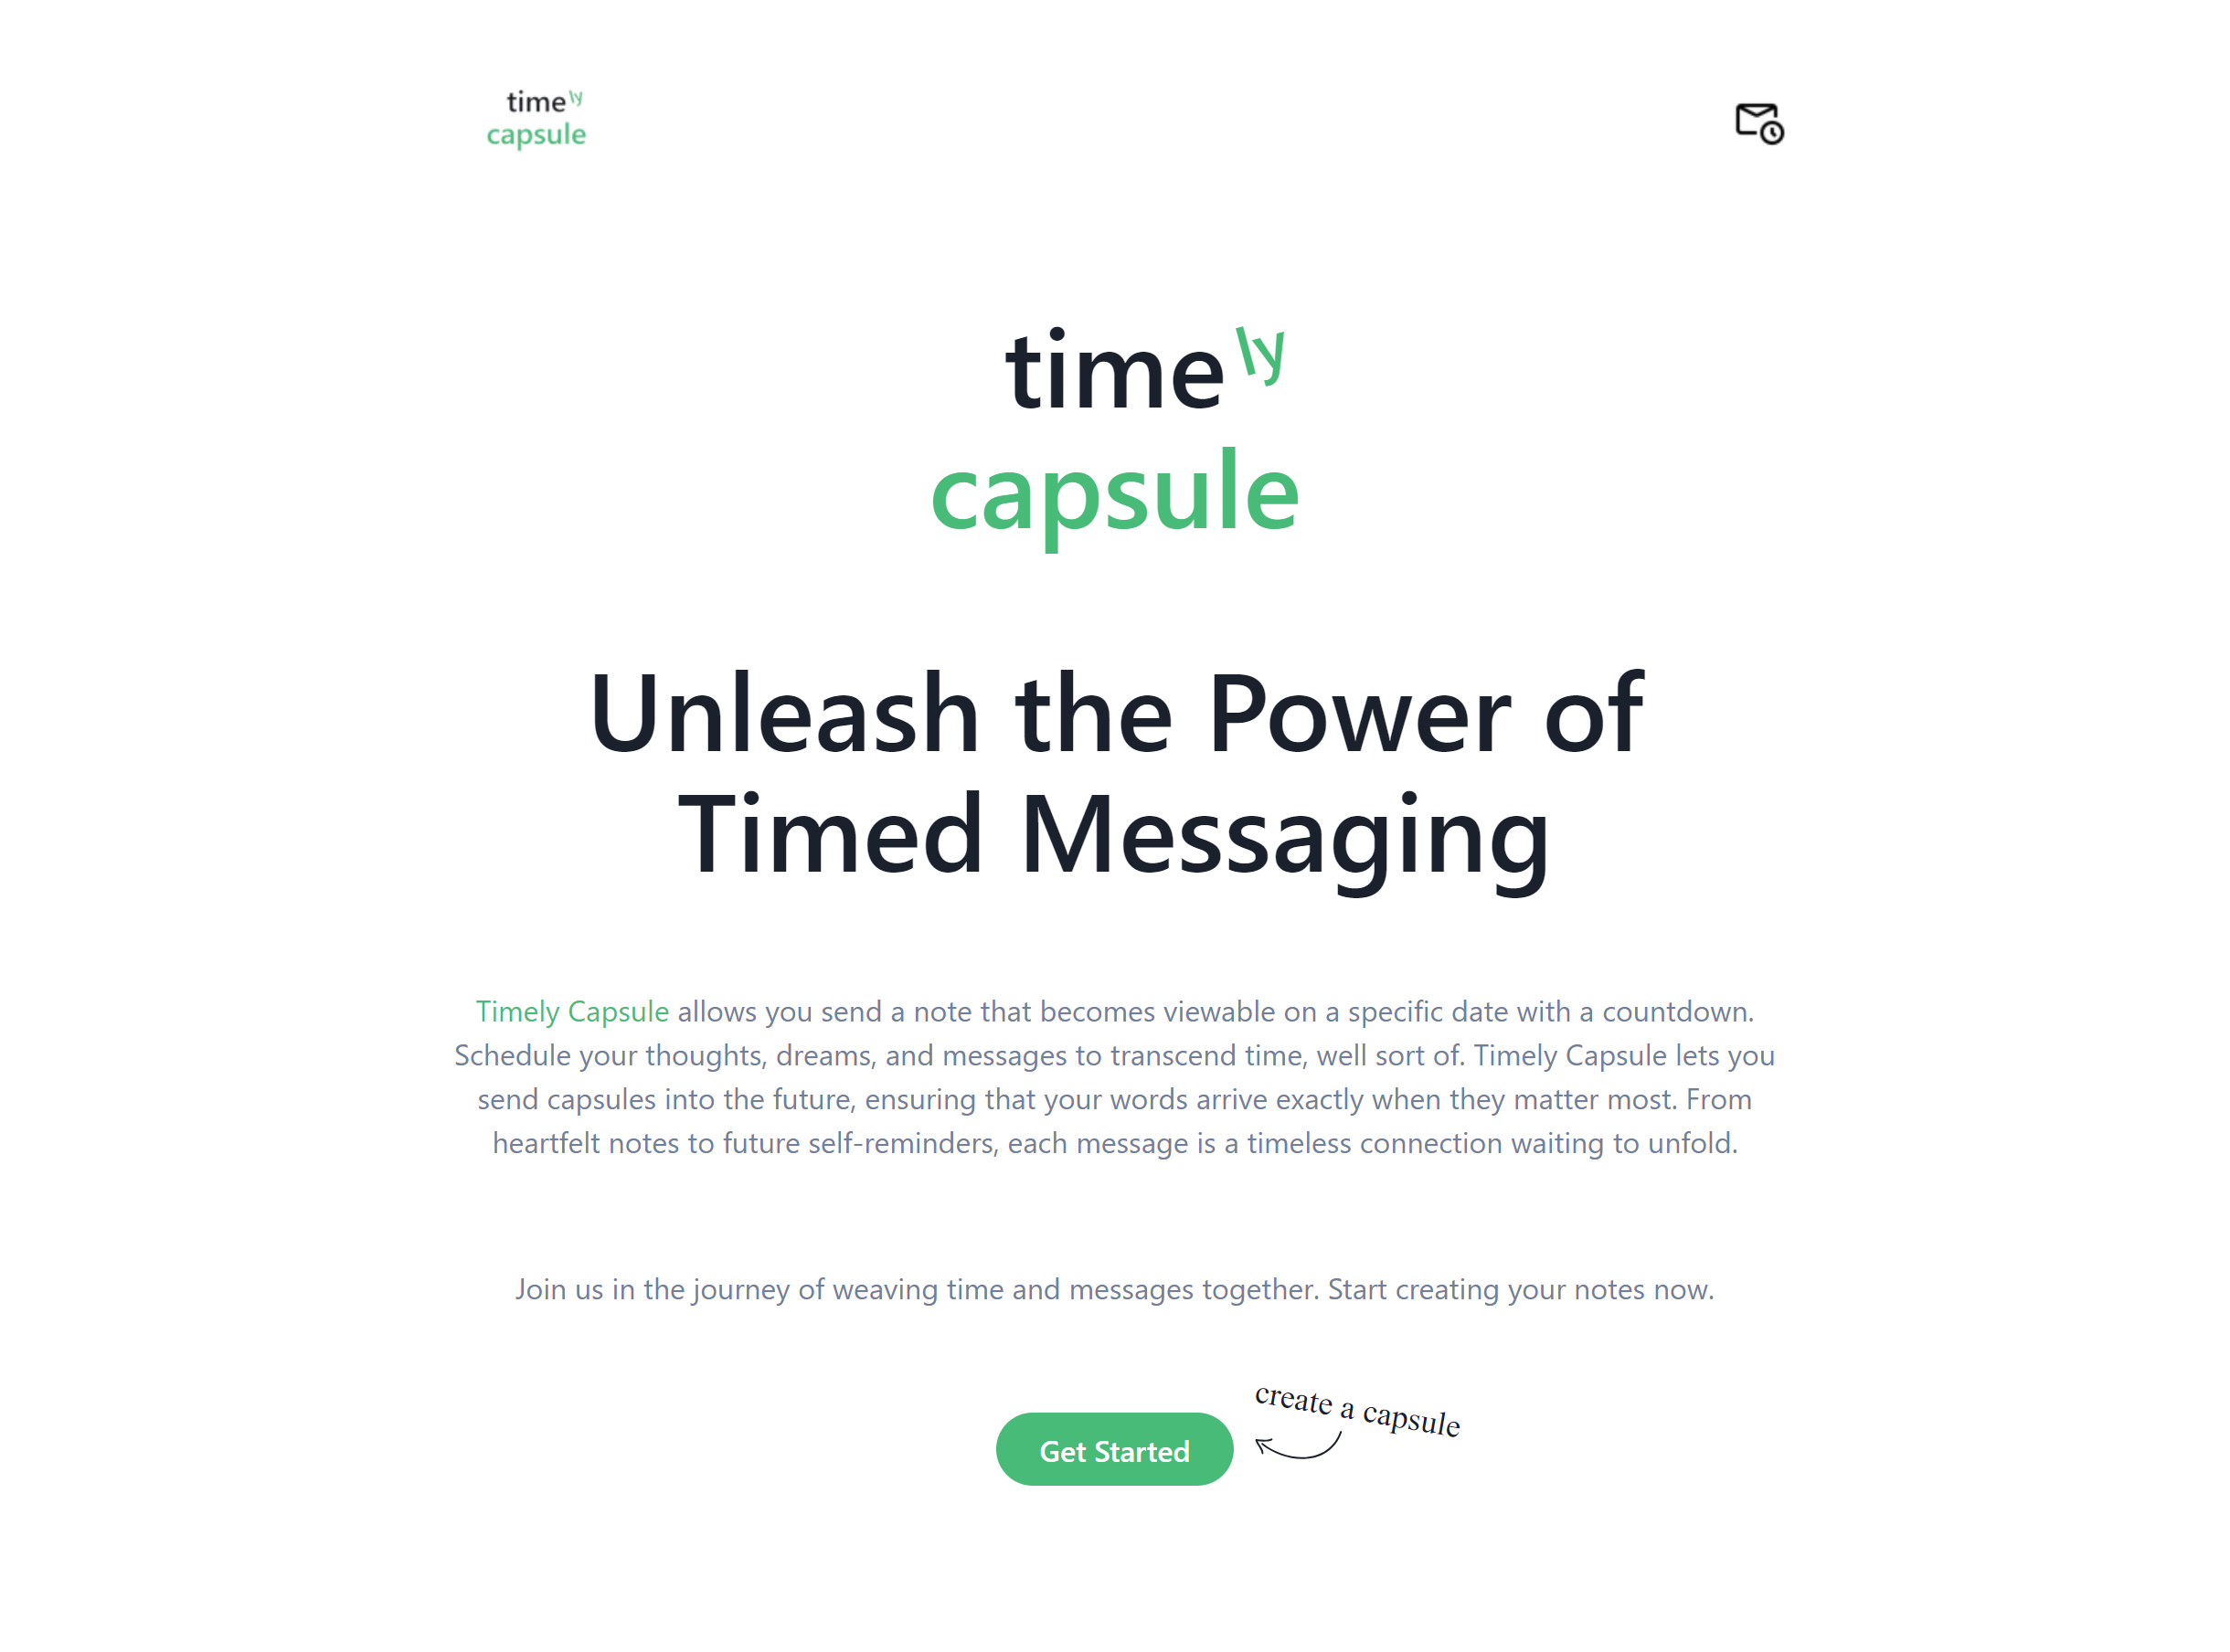 timely
capsule
timely
capsule
Unleash the Power of
Timed Messaging
Timely Capsule allows you send a note that becomes viewable on a specific date with a countdown.
Schedule your thoughts, dreams, and messages to transcend time, well sort of. Timely Capsule lets you
send capsules into the future, ensuring that your words arrive exactly when they matter most. From
heartfelt notes to future self-reminders, each message is a timeless connection waiting to unfold.
Join us in the journey of weaving time and messages together. Start creating your notes now.
create a capsule
Get Started